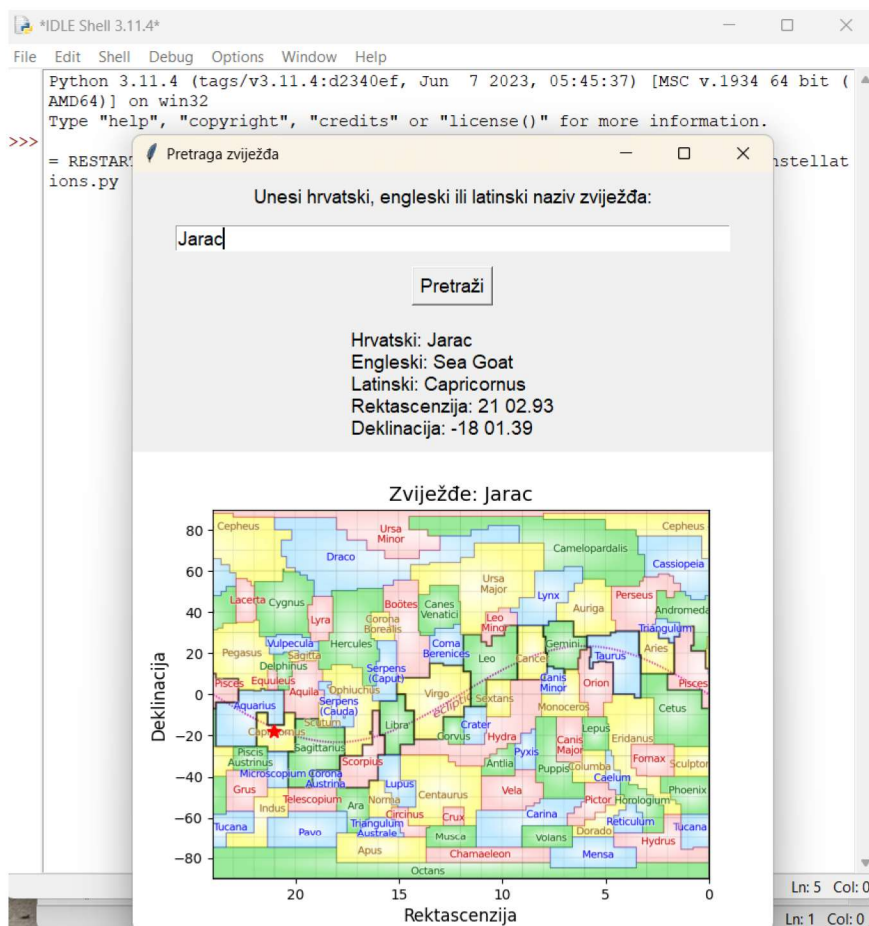 *IDLE Shell 3.11.4*
File Edit Shell Debug Options Window Help
Python 3.11.4 (tags/v3.11.4:d2340ef, Jun 7 2023, 05:45:37) [MSC v.1934 64 bit (
AMD64)] on win32
Type "help", "copyright", "credits" or "license()" for more information.
>>>
= RESTAR
nstellat
ions.py
Pretraga zviježđa
Unesi hrvatski, engleski ili latinski naziv zviježđa:
Jarac
Pretraži
Hrvatski: Jarac
Engleski: Sea Goat
Latinski: Capricornus
Rektascenzija: 21 02.93
Deklinacija: -18 01.39
Zviježđe: Jarac
Deklinacija
80
60
40
20
0
−20
−40
−60
−80
Cepheus
Ursa
Minor
Cepheus
Draco
Camelopardalis
Cassiopeia
Ursa
Major
Lynx
Auriga
Perseus
Andromeda
Lacerta
Cygnus
Lyra
Boötes
Canes
Venatici
Corona
Borealis
Leo
Minor
Triangulum
Aries
Pegasus
Vulpecula
Sagitta
Hercules
Coma
Berenices
Leo
Cance
Gemini
Taurus
Delphinus
Serpens
(Caput)
Canis
Minor
Orion
Pisces
Equuleus
Aquila
Ophiuchus
Virgo
ecliptic
Sextans
Monoceros
Cetus
Pisces
Aquarius
Serpens
(Cauda)
Scutum
Libra
Corvus
Crater
Hydra
Pyxis
Canis
Major
Lepus
Eridanus
Sagittarius
Piscis
Austrinus
Scorpius
Antlia
Puppis
Columba
Fornax
Sculptor
Microscopium
Corona
Austrina
Lupus
Centaurus
Vela
Caelum
Phoenix
Grus
Indus
Telescopium
Ara
Norma
Circinus
Crux
Pictor
Horologium
Tucana
Pavo
Triangulum
Australe
Musca
Carina
Volans
Dorado
Reticulum
Hydrus
Tucana
Apus
Chamaeleon
Mensa
Octans
20
15
10
5
0
Rektascenzija
Ln: 5 Col: 0
Ln: 1 Col: 0